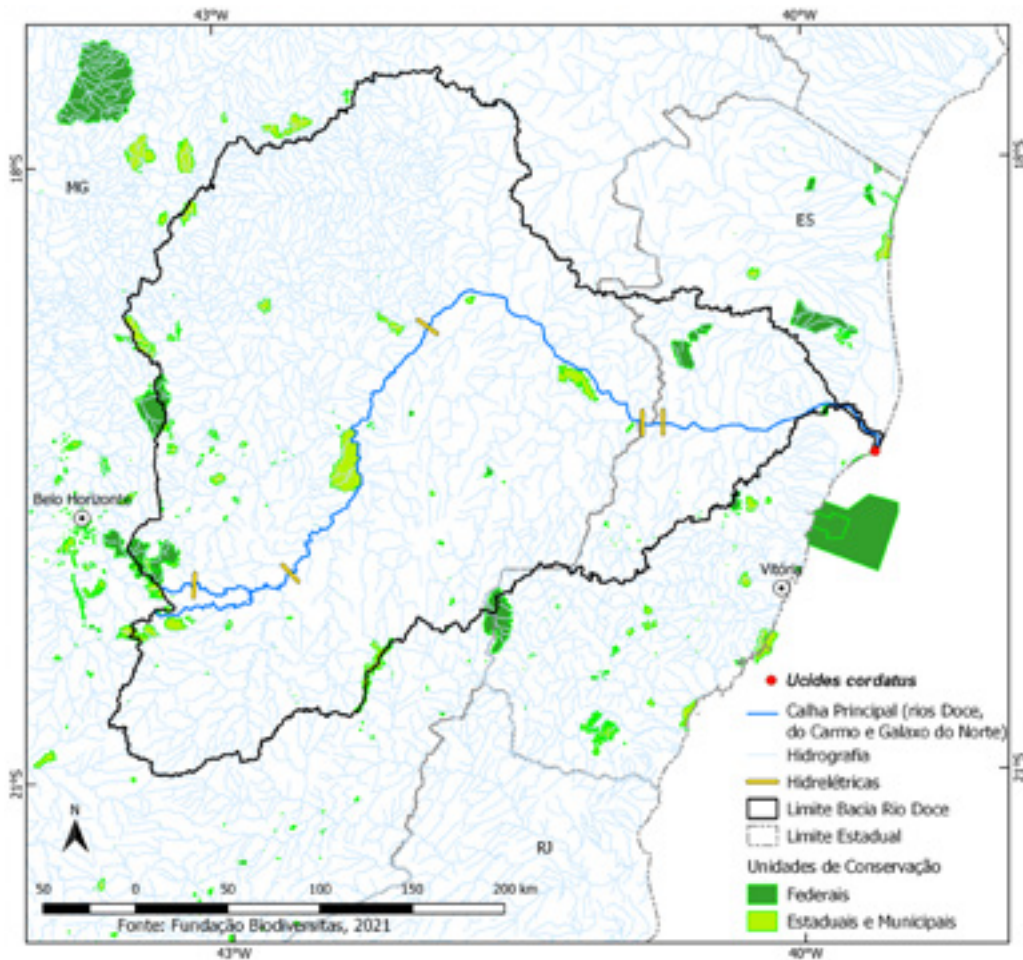 43°W
40°W
18°S
18°S
MG
ES
Belo Horizonte
Vitória
Ucides cordatus
Calha Principal (rios Doce,
do Carmo e Galaxo do Norte)
Hidrografia
Hidrelétricas
Limite Bacia Rio Doce
Limite Estadual
Unidades de Conservação
Federais
Estaduais e Municipais
21°S
21°S
N
RJ
50 0 50 100 150 200 km
Fonte: Fundação Biodiversitas, 2021
43°W
40°W